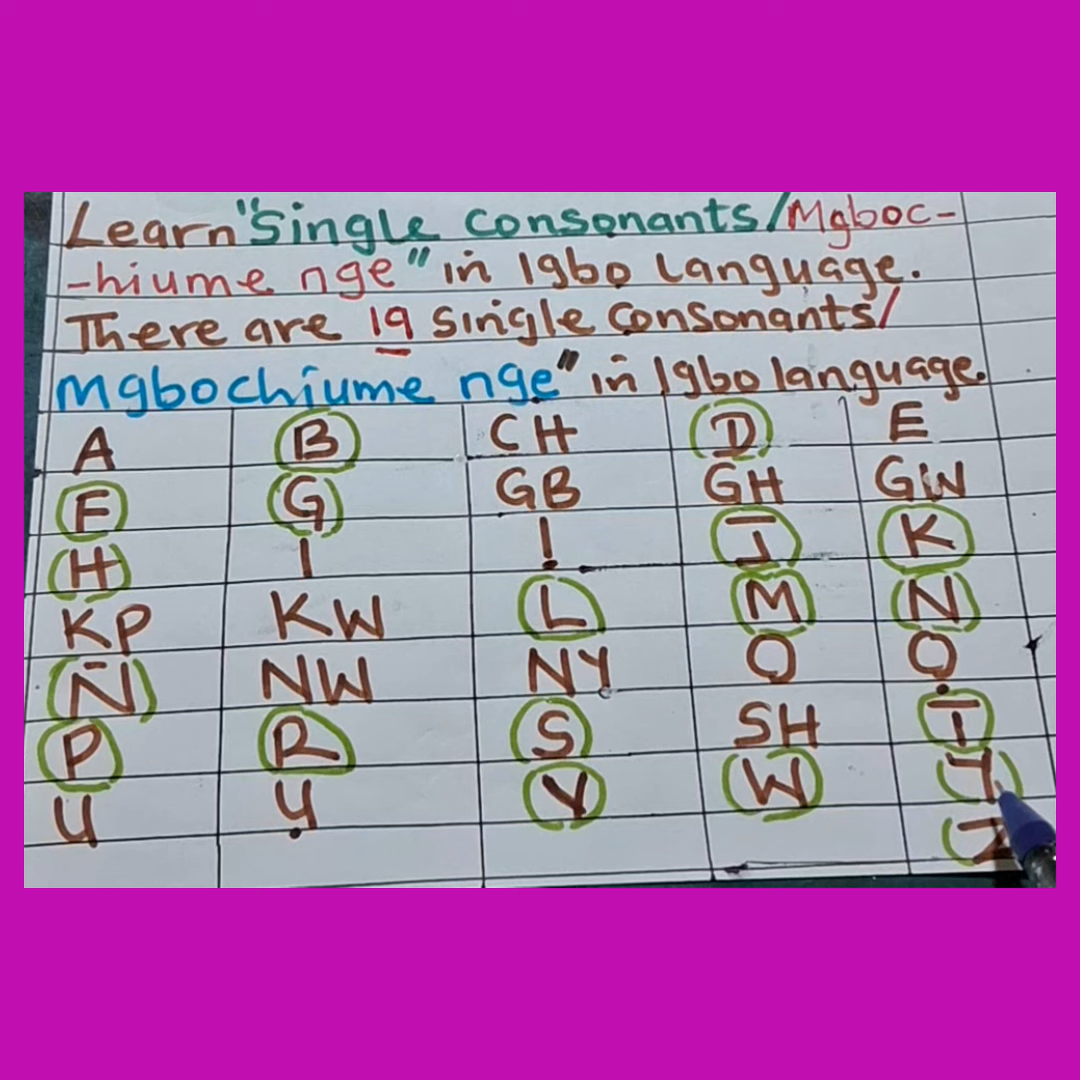 Learn "Single Consonants/Mgboc-
-hiume nge" in Igbo Language.
There are 19 single Consonants/
Mgbochiume nge" in Igbo language.
A B CH D E
F G GB GH GW
H I Ị J K
KP KW L M N
Ñ NW NY O Ọ
P R S SH T
U Ụ V W Y
Z